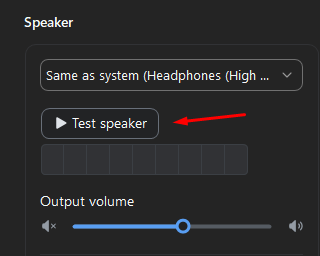 Speaker
Same as system (Headphones (High ...
Test speaker
Output volume